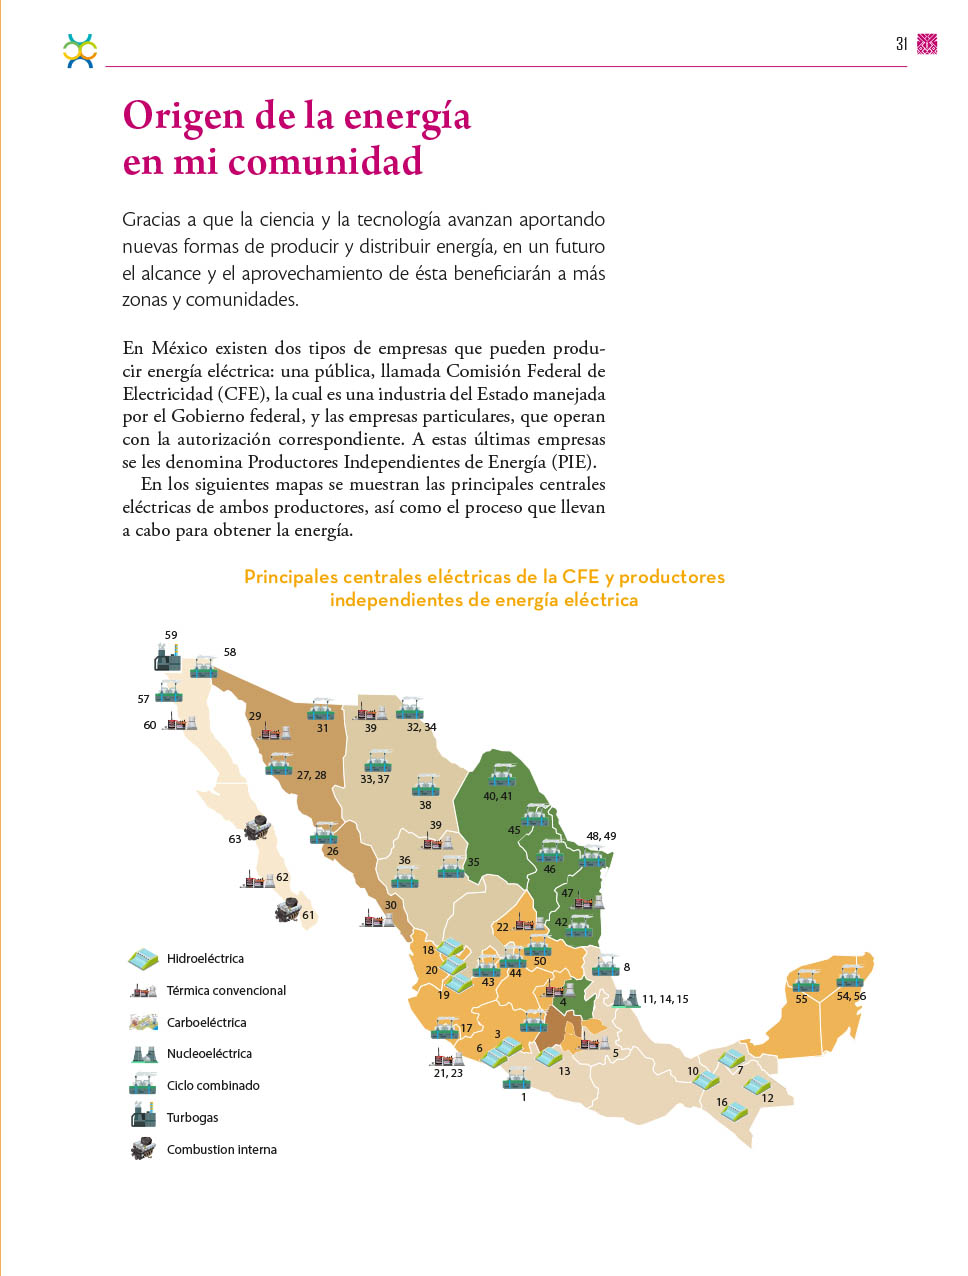 31
Origen de la energía
en mi comunidad
Gracias a que la ciencia y la tecnología avanzan aportando
nuevas formas de producir y distribuir energía, en un futuro
el alcance y el aprovechamiento de ésta beneficiarán a más
zonas y comunidades.
En México existen dos tipos de empresas que pueden produ-
cir energía eléctrica: una pública, llamada Comisión Federal de
Electricidad (CFE), la cual es una industria del Estado manejada
por el Gobierno federal, y las empresas particulares, que operan
con la autorización correspondiente. A estas últimas empresas
se les denomina Productores Independientes de Energía (PIE).
En los siguientes mapas se muestran las principales centrales
eléctricas de ambos productores, así como el proceso que llevan
a cabo para obtener la energía.
Principales centrales eléctricas de la CFE y productores
independientes de energía eléctrica
59
58
57
60
29
31
39
32, 34
27, 28
33, 37
38
40, 41
39
45
48, 49
63
26
36
35
46
62
47
30
61
22
42
18
50
8
20
43
44
19
4
11, 14, 15
55
54, 56
17
3
6
5
21, 23
13
10
7
1
16
12
Hidroeléctrica
Térmica convencional
Carboeléctrica
Nucleoeléctrica
Ciclo combinado
Turbogas
Combustion interna